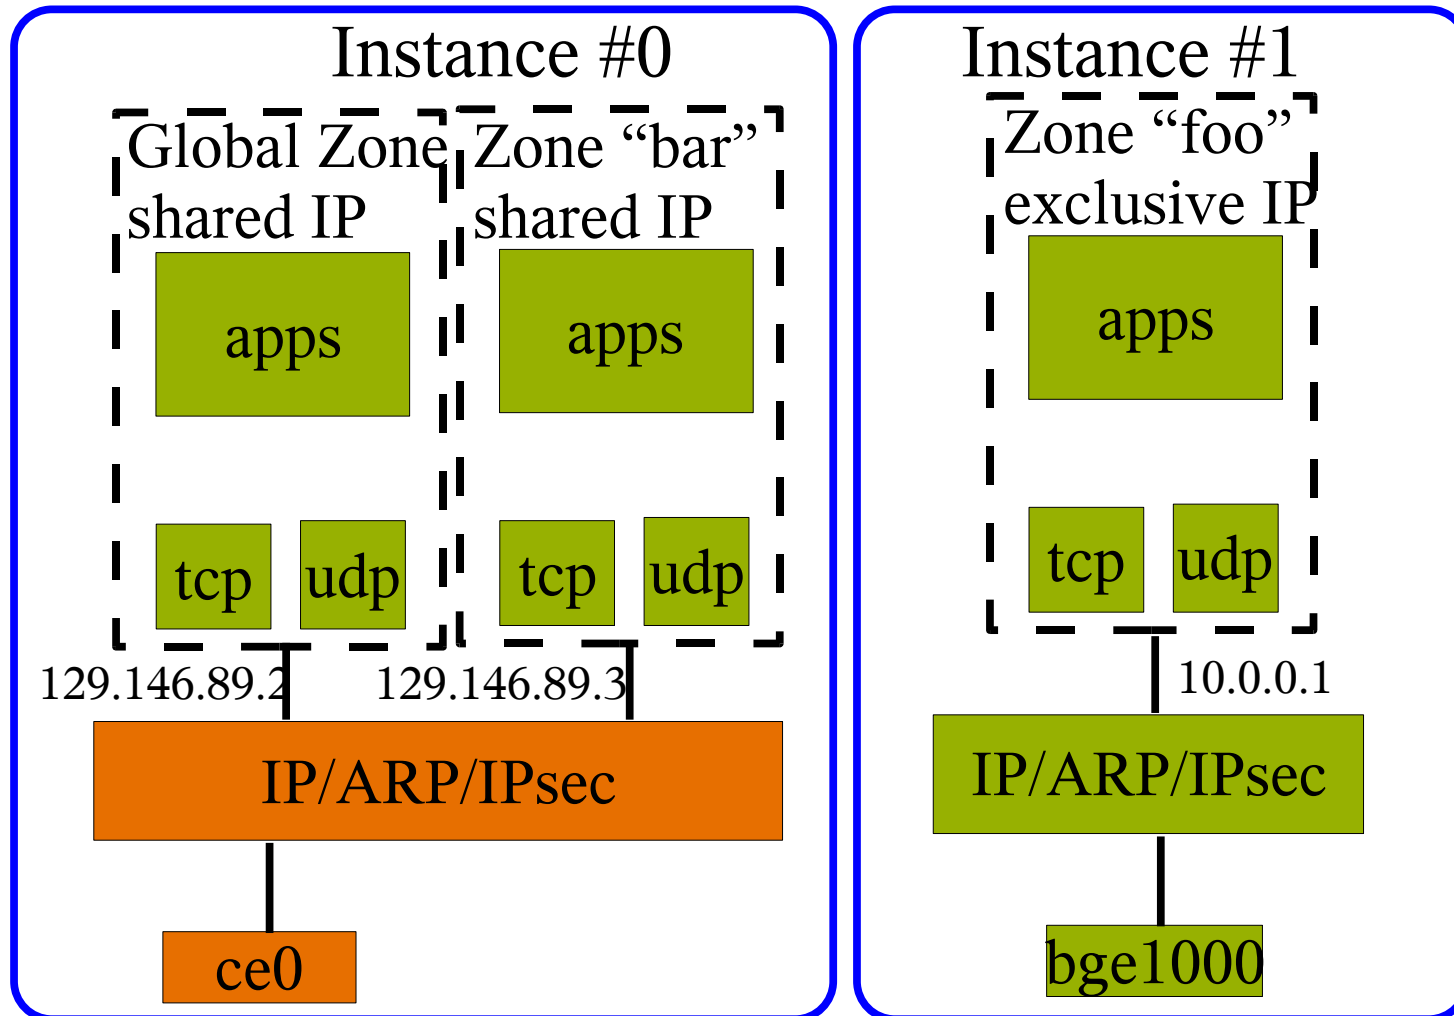 Instance #0
Global Zone
shared IP
apps
tcp
udp
129.146.89.2
Zone “bar”
shared IP
apps
tcp
udp
129.146.89.3
IP/ARP/IPsec
ce0
Instance #1
Zone “foo”
exclusive IP
apps
tcp
udp
10.0.0.1
IP/ARP/IPsec
bge1000